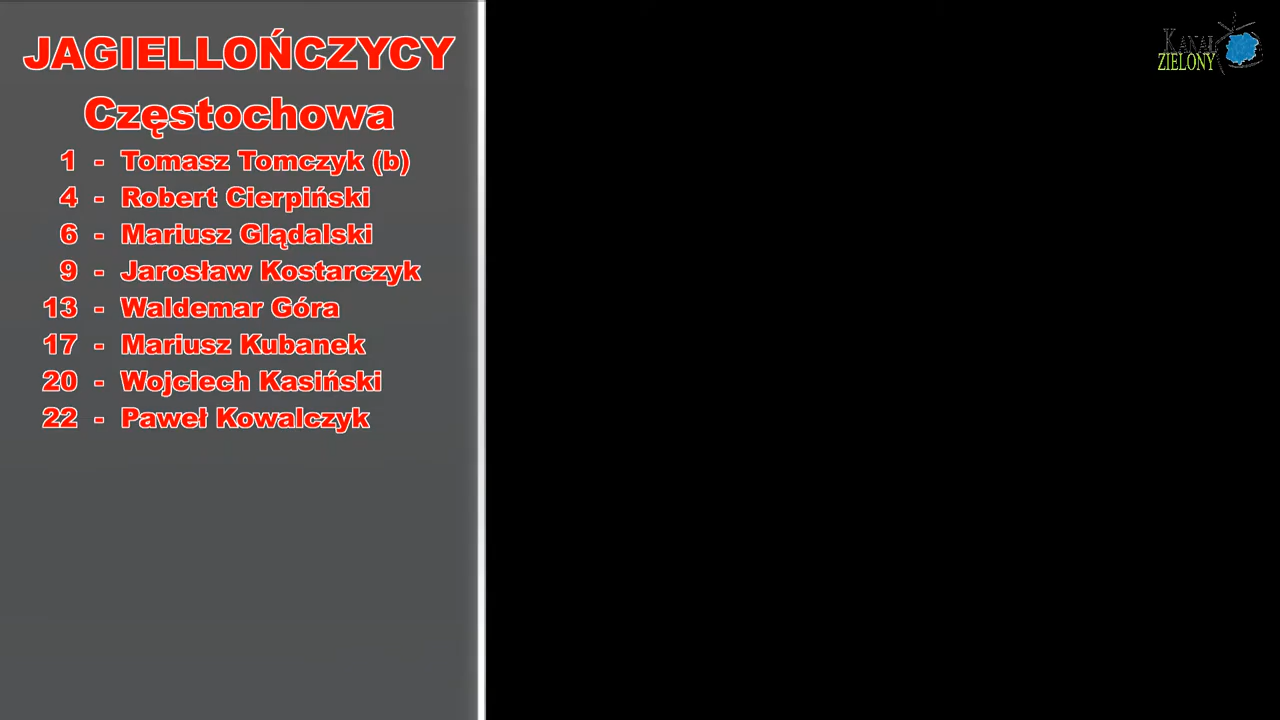 JAGIELLOŃCZYCY
Częstochowa
1 - Tomasz Tomczyk (b)
4 - Robert Cierpiński
6 - Mariusz Glądalski
9 - Jarosław Kostarczyk
13 - Waldemar Góra
17 - Mariusz Kubanek
20 - Wojciech Kasiński
22 - Paweł Kowalczyk
KANAŁ
ZIELONY